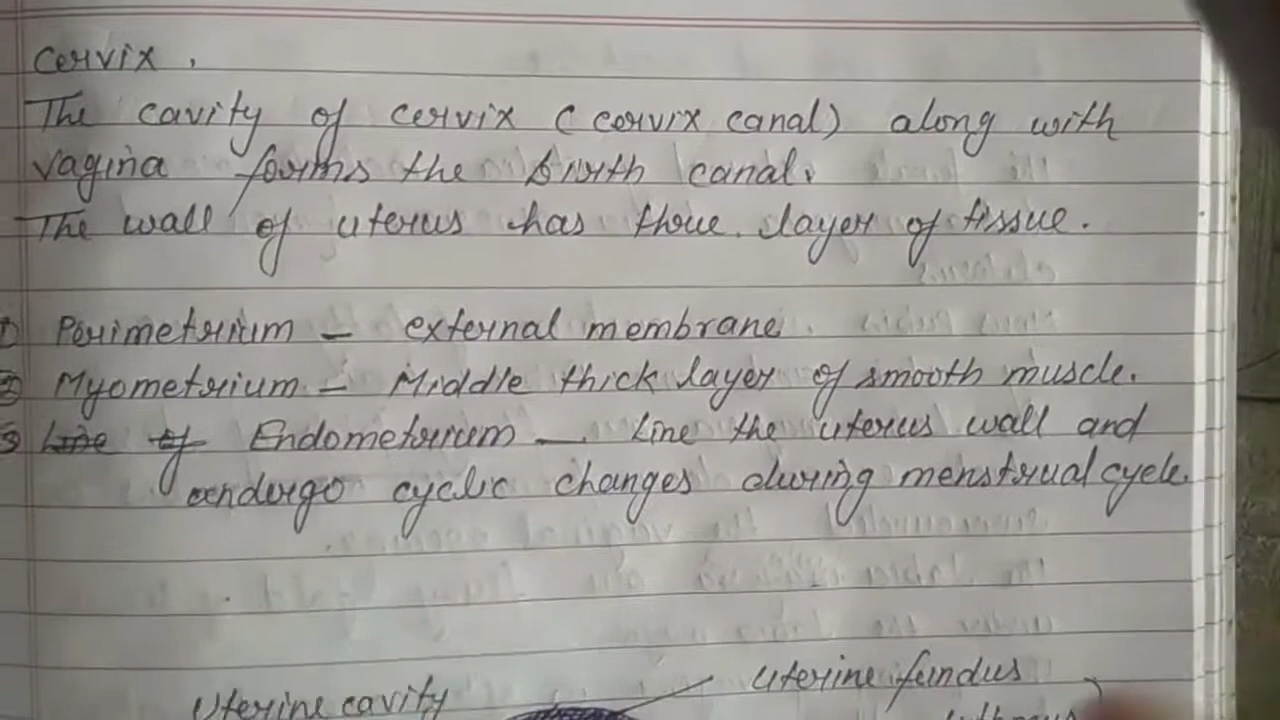 Cervix.
The cavity of cervix (cervix canal) along with
vagina forms the birth canal.
The wall of uterus has three layer of tissue.
① Perimetrium - external membrane.
② Myometrium - Middle thick layer of smooth muscle.
③ Line of Endometrium - Line the uterus wall and
undergo cyclic changes during menstrual cycle.
Uterine fundus
Uterine cavity